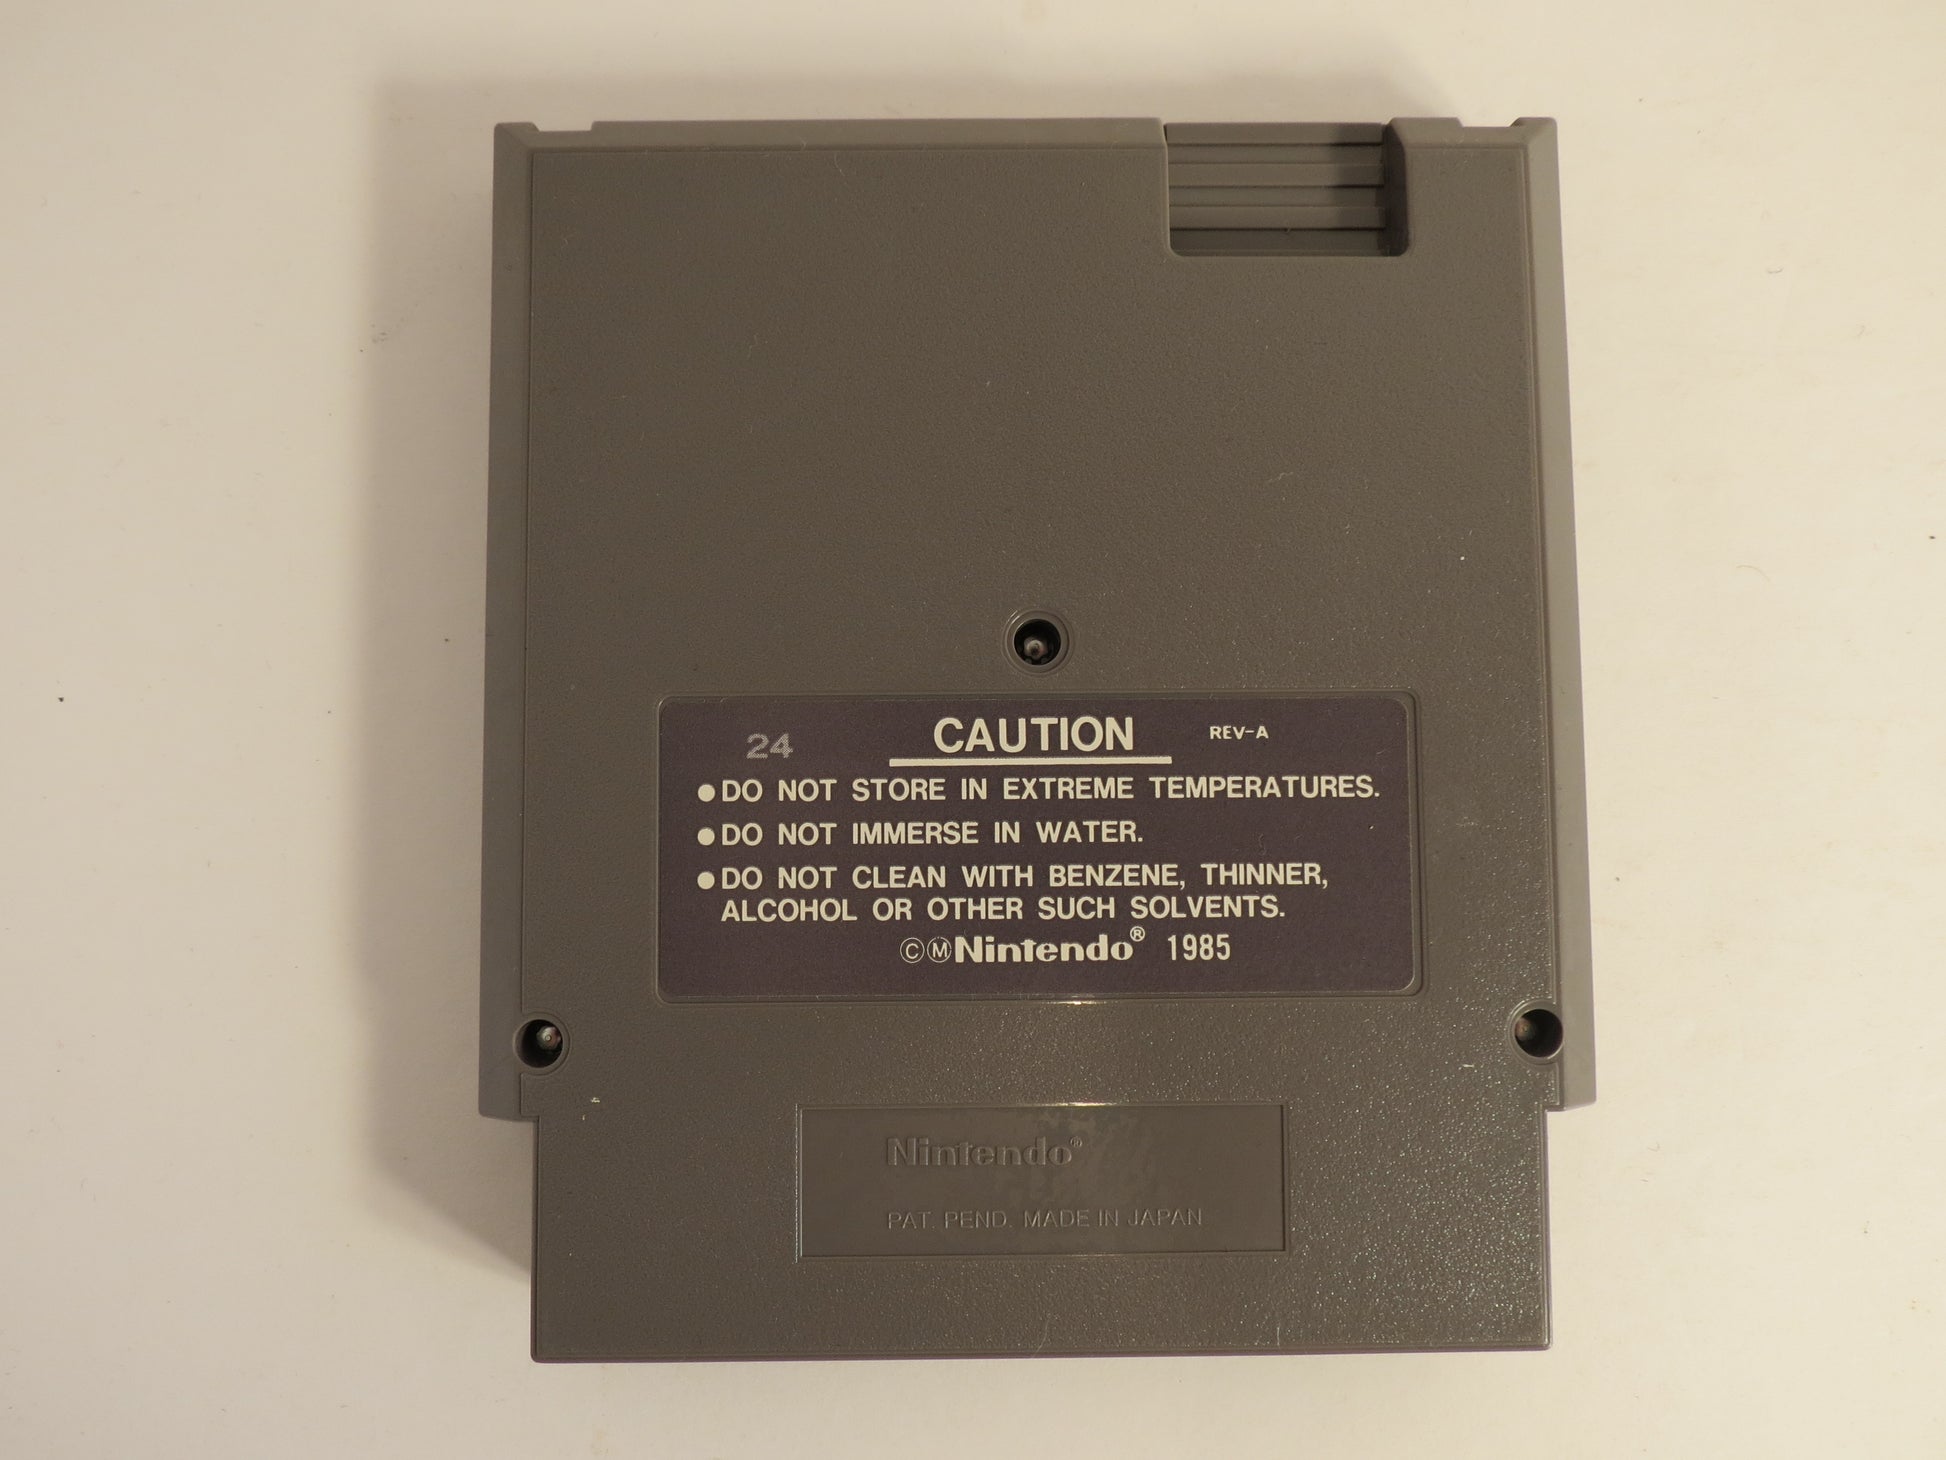 24 CAUTION REV-A
●DO NOT STORE IN EXTREME TEMPERATURES.
●DO NOT IMMERSE IN WATER.
●DO NOT CLEAN WITH BENZENE, THINNER,
ALCOHOL OR OTHER SUCH SOLVENTS.
©ⓂNintendo® 1985
Nintendo®
PAT. PEND. MADE IN JAPAN